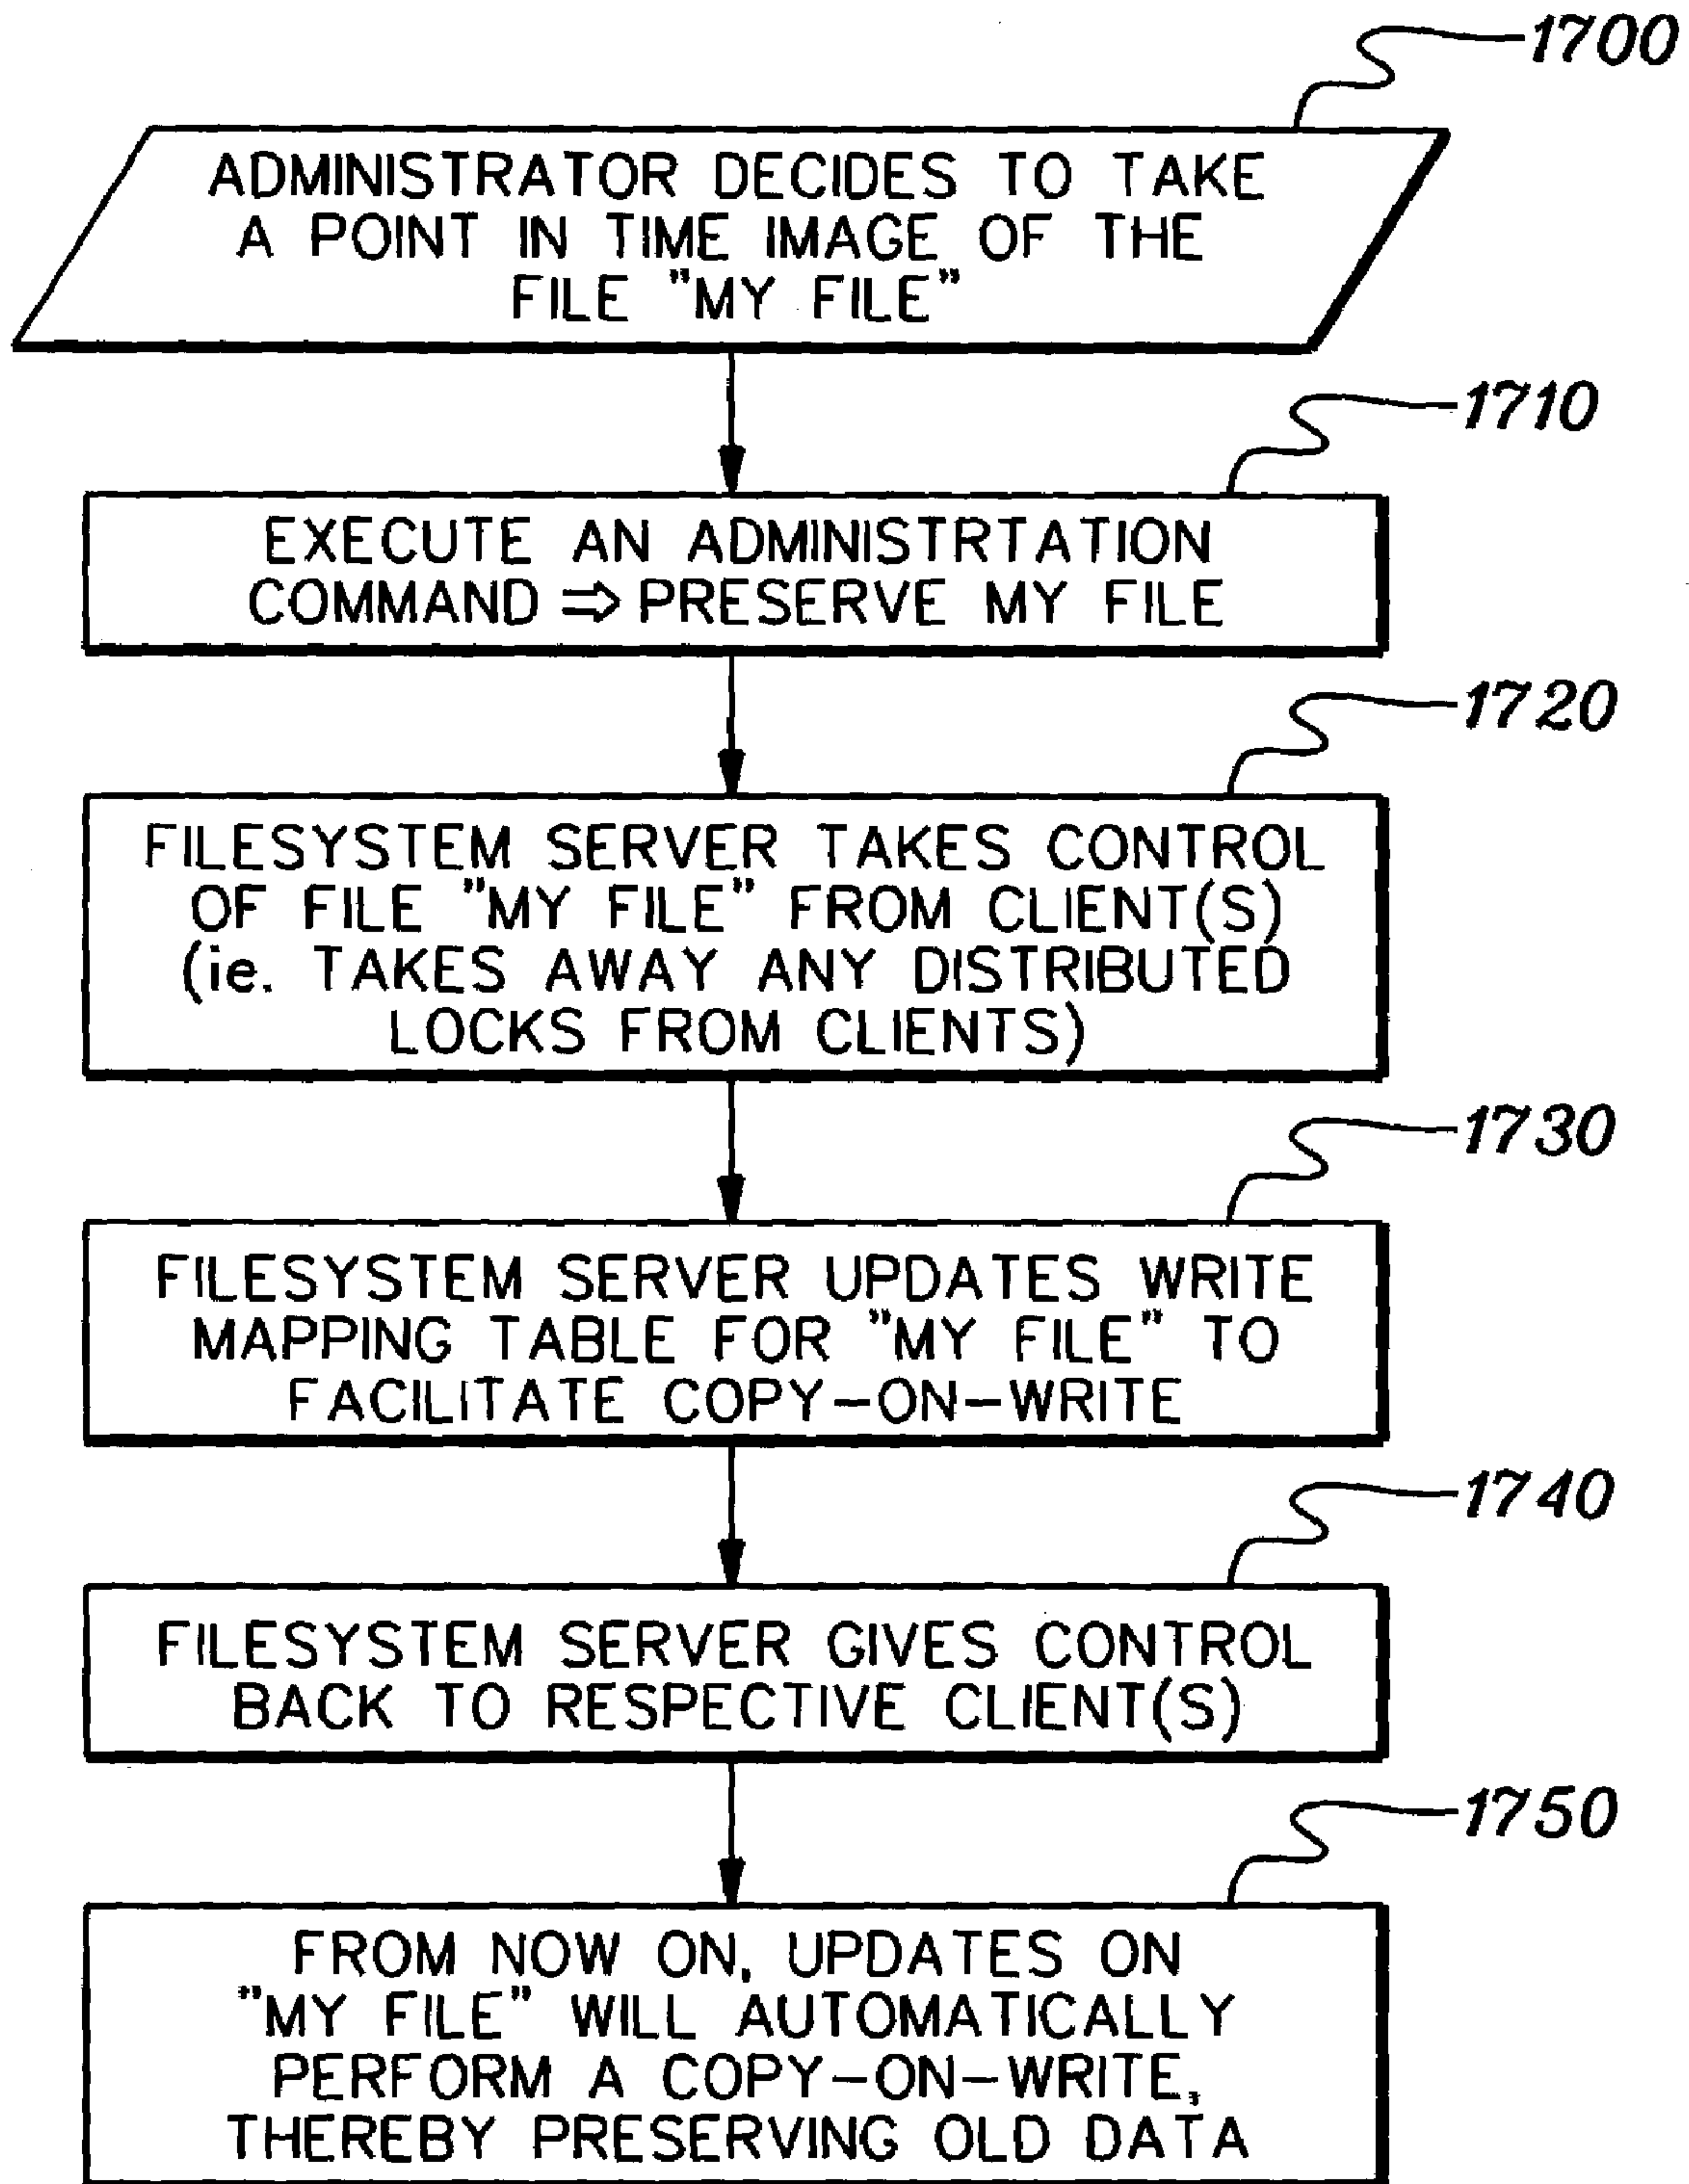 1700
ADMINISTRATOR DECIDES TO TAKE
A POINT IN TIME IMAGE OF THE
FILE "MY FILE"
1710
EXECUTE AN ADMINISTRTATION
COMMAND ⇒ PRESERVE MY FILE
1720
FILESYSTEM SERVER TAKES CONTROL
OF FILE "MY FILE" FROM CLIENT(S)
(ie. TAKES AWAY ANY DISTRIBUTED
LOCKS FROM CLIENTS)
1730
FILESYSTEM SERVER UPDATES WRITE
MAPPING TABLE FOR "MY FILE" TO
FACILITATE COPY-ON-WRITE
1740
FILESYSTEM SERVER GIVES CONTROL
BACK TO RESPECTIVE CLIENT(S)
1750
FROM NOW ON, UPDATES ON
"MY FILE" WILL AUTOMATICALLY
PERFORM A COPY-ON-WRITE,
THEREBY PRESERVING OLD DATA